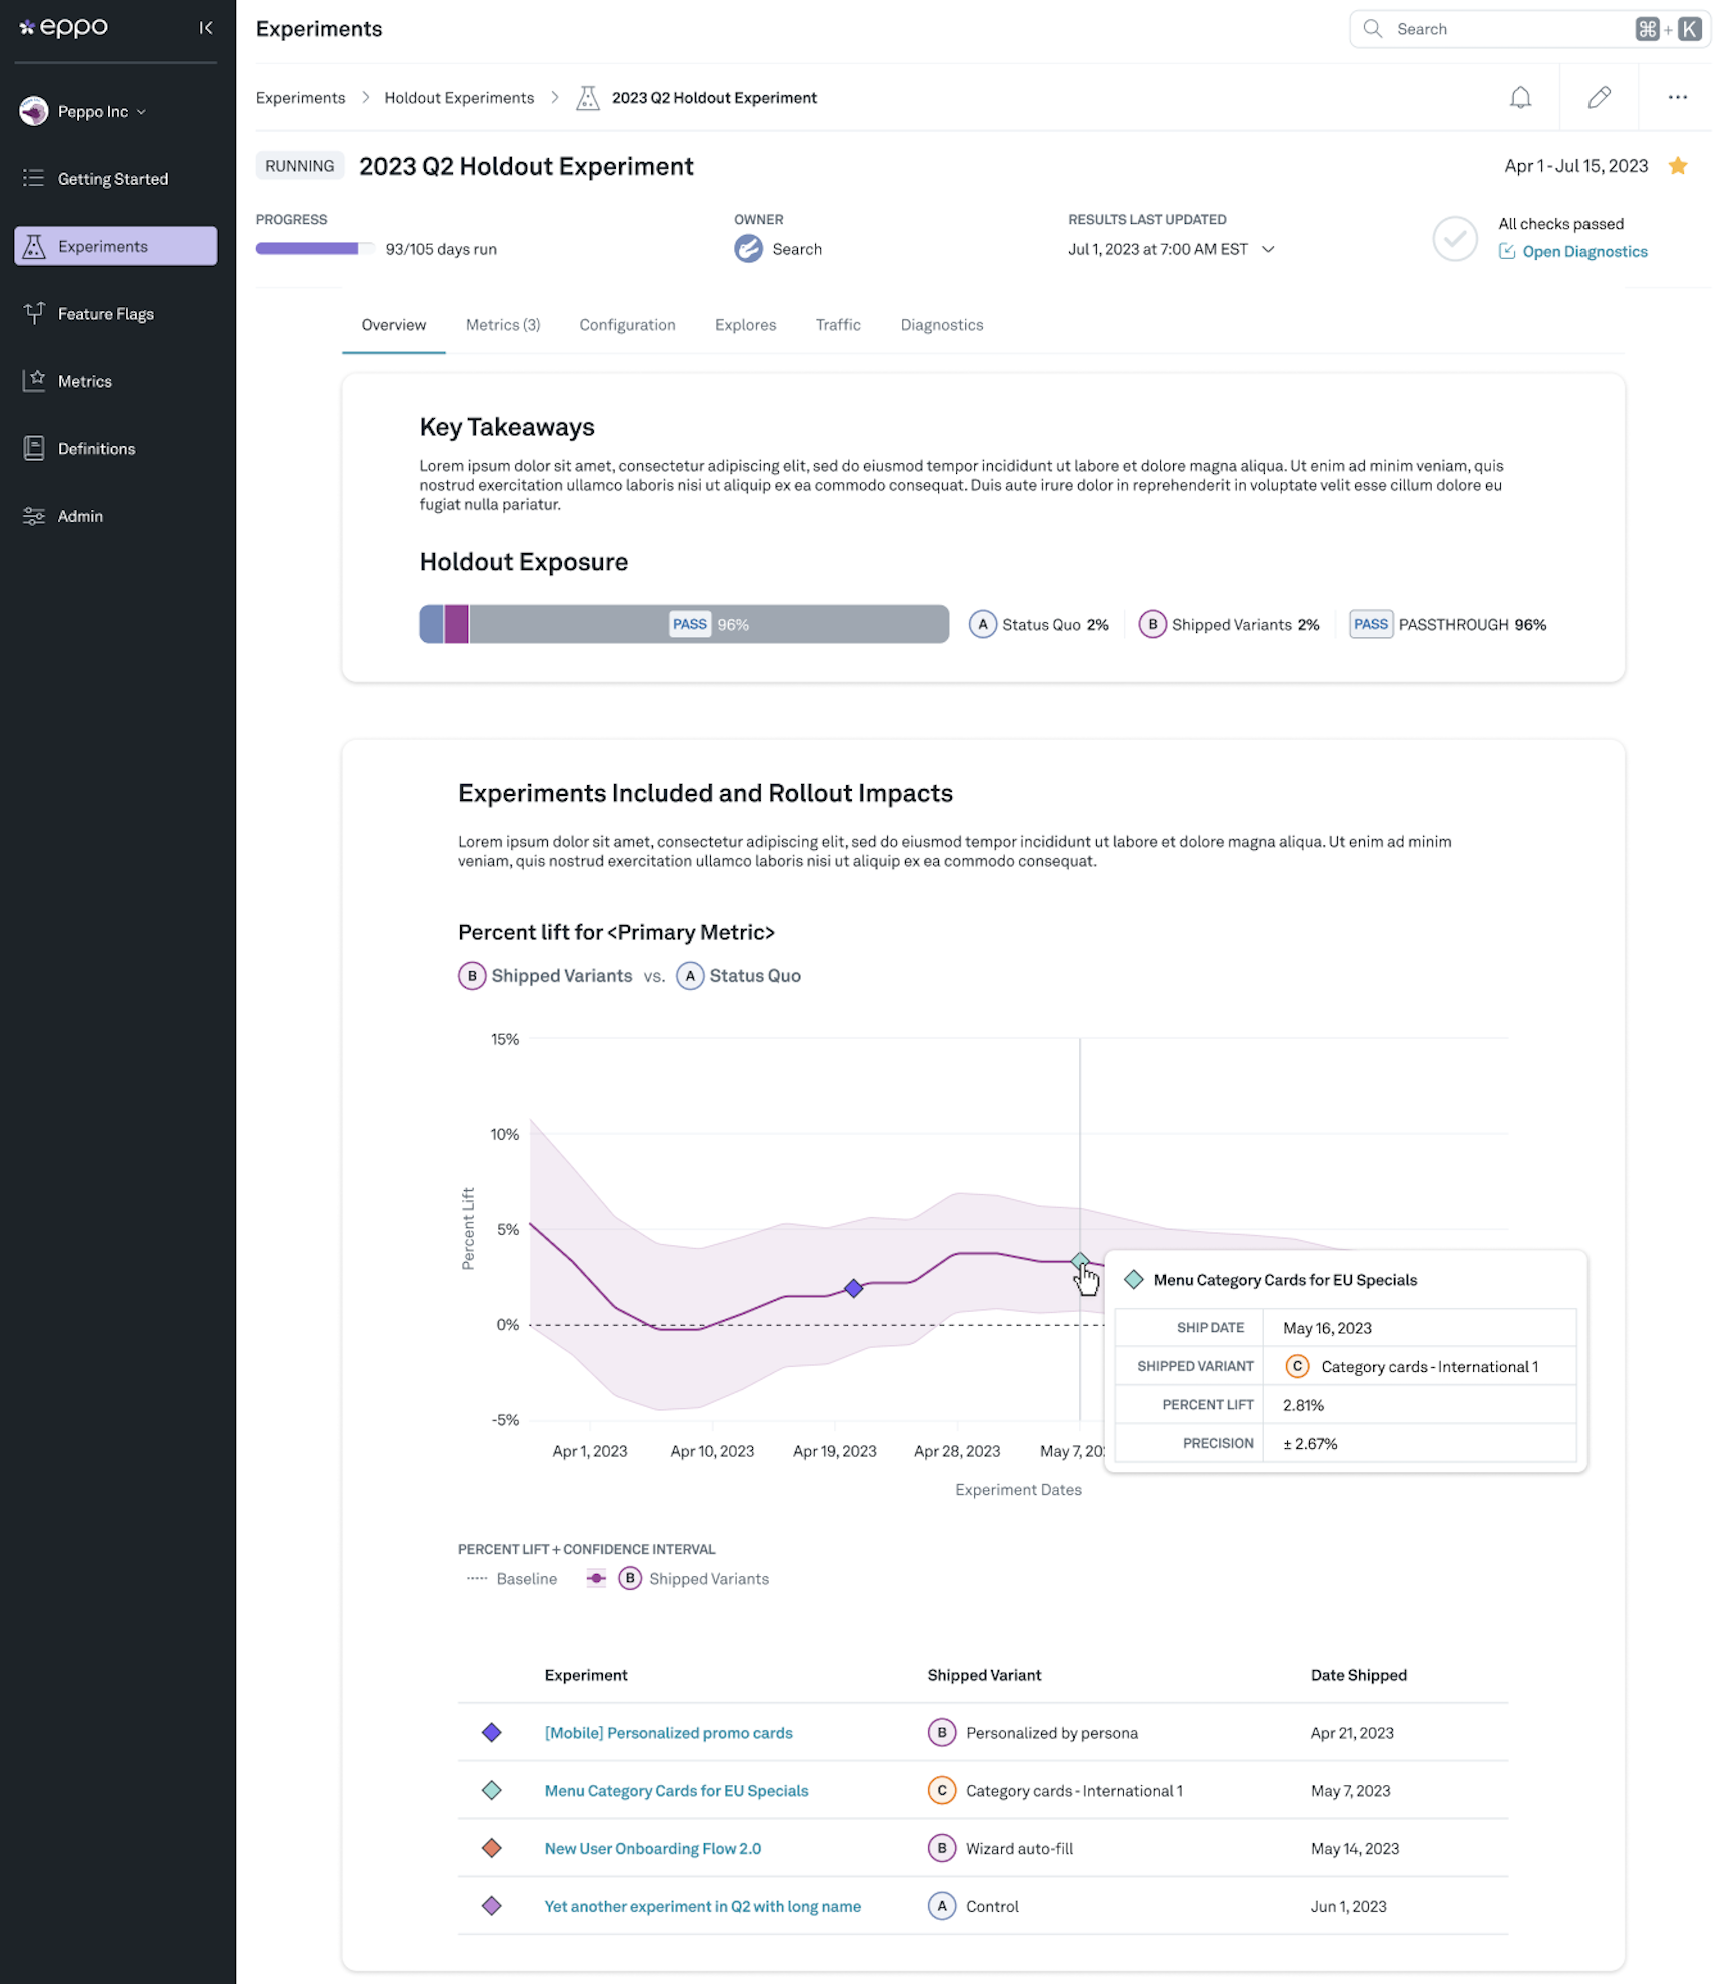 eppo
Peppo Inc
Getting Started
Experiments
Feature Flags
Metrics
Definitions
Admin
Experiments
Search
⌘ + K
Experiments > Holdout Experiments > 2023 Q2 Holdout Experiment
RUNNING 2023 Q2 Holdout Experiment
Apr 1 - Jul 15, 2023
PROGRESS
93/105 days run
OWNER
Search
RESULTS LAST UPDATED
Jul 1, 2023 at 7:00 AM EST
All checks passed
Open Diagnostics
Overview Metrics (3) Configuration Explores Traffic Diagnostics
Key Takeaways
Lorem ipsum dolor sit amet, consectetur adipiscing elit, sed do eiusmod tempor incididunt ut labore et dolore magna aliqua. Ut enim ad minim veniam, quis
nostrud exercitation ullamco laboris nisi ut aliquip ex ea commodo consequat. Duis aute irure dolor in reprehenderit in voluptate velit esse cillum dolore eu
fugiat nulla pariatur.
Holdout Exposure
PASS 96%
A Status Quo 2%
B Shipped Variants 2%
PASS PASSTHROUGH 96%
Experiments Included and Rollout Impacts
Lorem ipsum dolor sit amet, consectetur adipiscing elit, sed do eiusmod tempor incididunt ut labore et dolore magna aliqua. Ut enim ad minim
veniam, quis nostrud exercitation ullamco laboris nisi ut aliquip ex ea commodo consequat.
Percent lift for <Primary Metric>
B Shipped Variants vs. A Status Quo
15%
10%
5%
0%
-5%
Percent Lift
Apr 1, 2023 Apr 10, 2023 Apr 19, 2023 Apr 28, 2023 May 7, 20
Experiment Dates
Menu Category Cards for EU Specials
SHIP DATE May 16, 2023
SHIPPED VARIANT C Category cards - International 1
PERCENT LIFT 2.81%
PRECISION ± 2.67%
PERCENT LIFT + CONFIDENCE INTERVAL
Baseline B Shipped Variants
Experiment Shipped Variant Date Shipped
[Mobile] Personalized promo cards B Personalized by persona Apr 21, 2023
Menu Category Cards for EU Specials C Category cards - International 1 May 7, 2023
New User Onboarding Flow 2.0 B Wizard auto-fill May 14, 2023
Yet another experiment in Q2 with long name A Control Jun 1, 2023